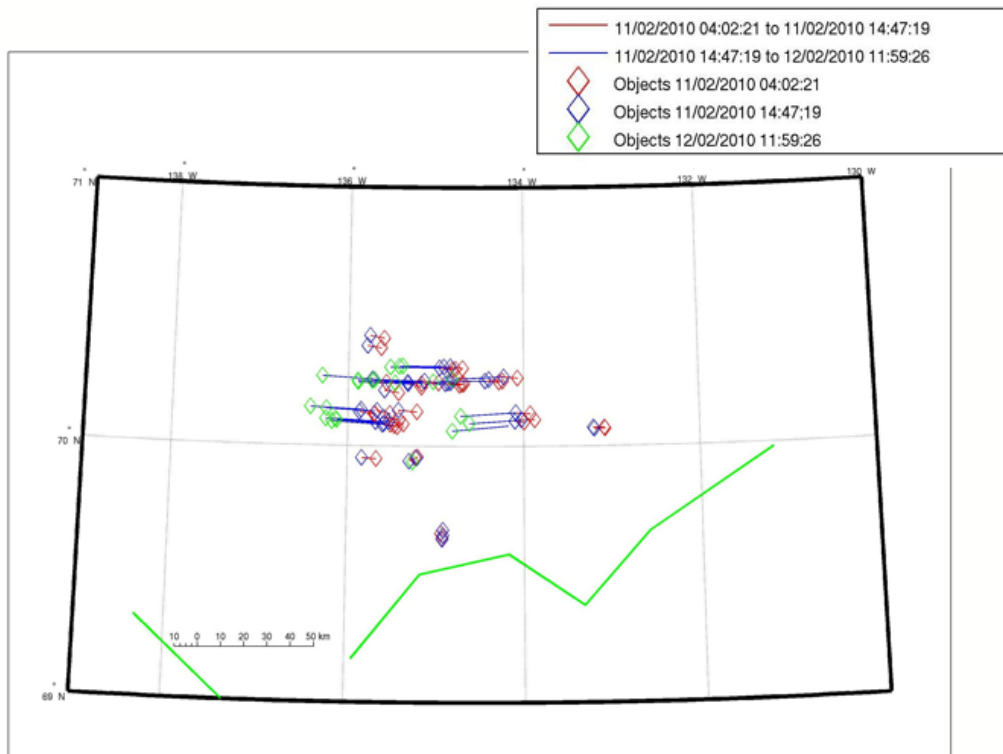 11/02/2010 04:02:21 to 11/02/2010 14:47:19
11/02/2010 14:47:19 to 12/02/2010 11:59:26
Objects 11/02/2010 04:02:21
Objects 11/02/2010 14:47;19
Objects 12/02/2010 11:59:26
71 N
138 W
136 W
134 W
132 W
130 W
70 N
70 N
10 0 10 20 30 40 50 km
69 N
69 N